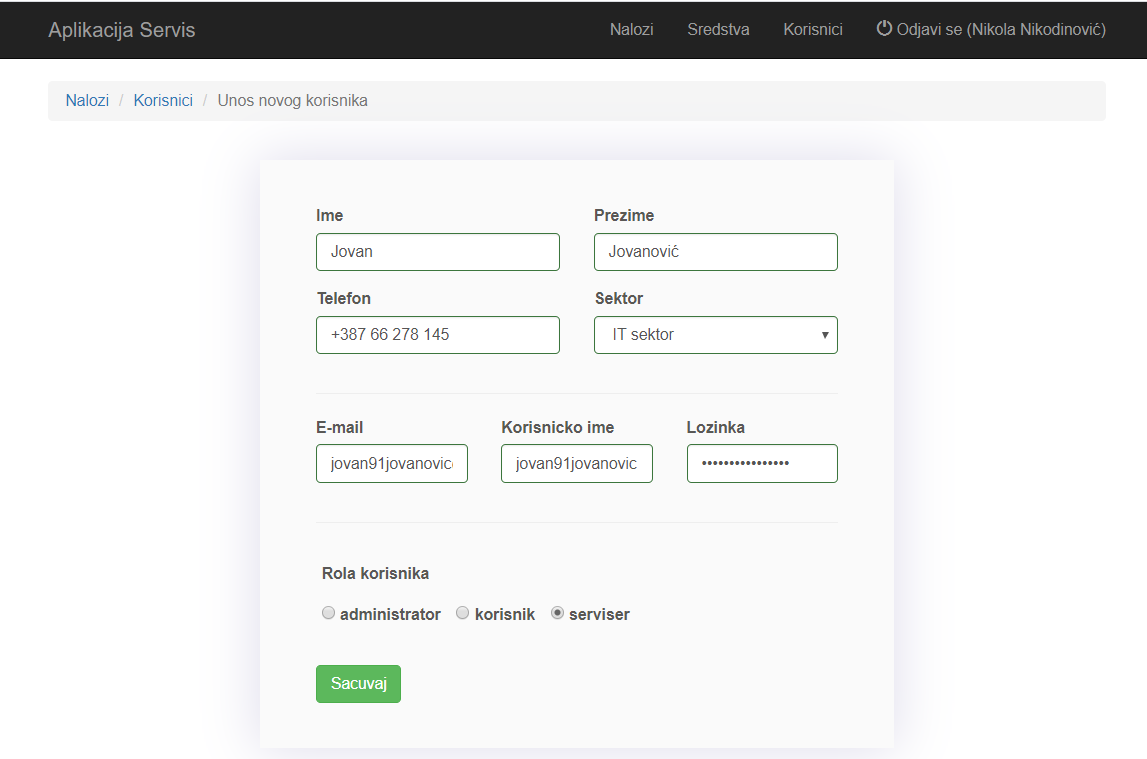 Aplikacija Servis Nalozi Sredstva Korisnici Odjavi se (Nikola Nikodinović)
Nalozi / Korisnici / Unos novog korisnika
Ime Prezime
Jovan Jovanović
Telefon Sektor
+387 66 278 145 IT sektor
E-mail Korisnicko ime Lozinka
jovan91jovanovic jovan91jovanovic •••••••••••••••
Rola korisnika
administrator korisnik serviser
Sacuvaj